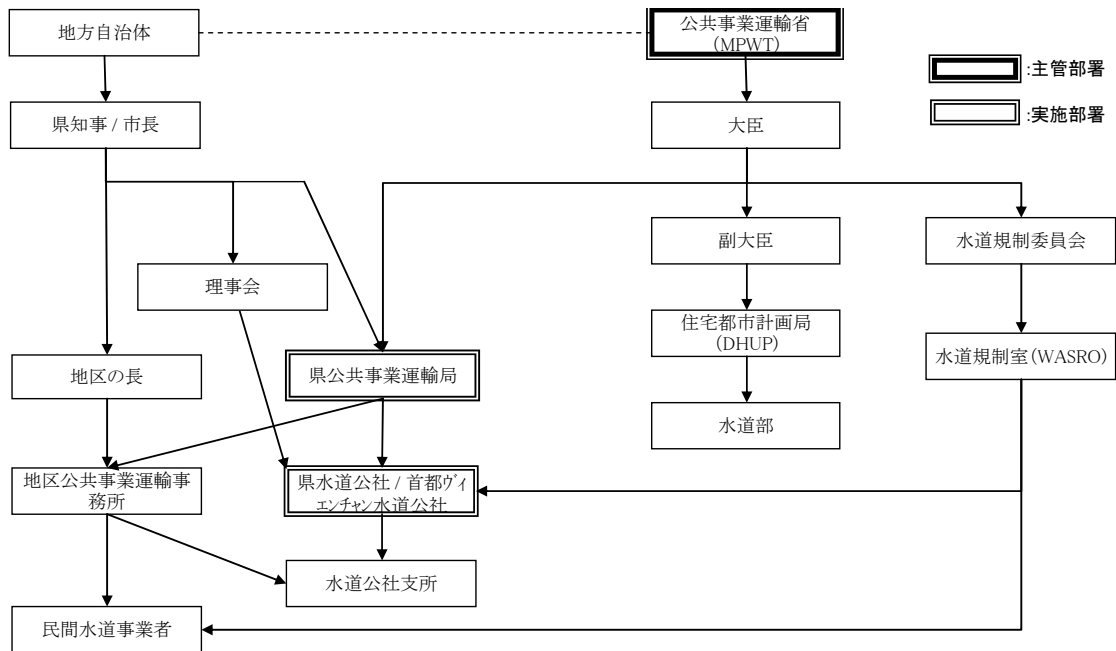 地方自治体
公共事業運輸省
(MPWT)
:主管部署
:実施部署
県知事 / 市長
大臣
副大臣
水道規制委員会
理事会
住宅都市計画局
(DHUP)
水道規制室(WASRO)
地区の長
県公共事業運輸局
水道部
地区公共事業運輸事
務所
県水道公社 / 首都ヴィ
エンチャン水道公社
水道公社支所
民間水道事業者